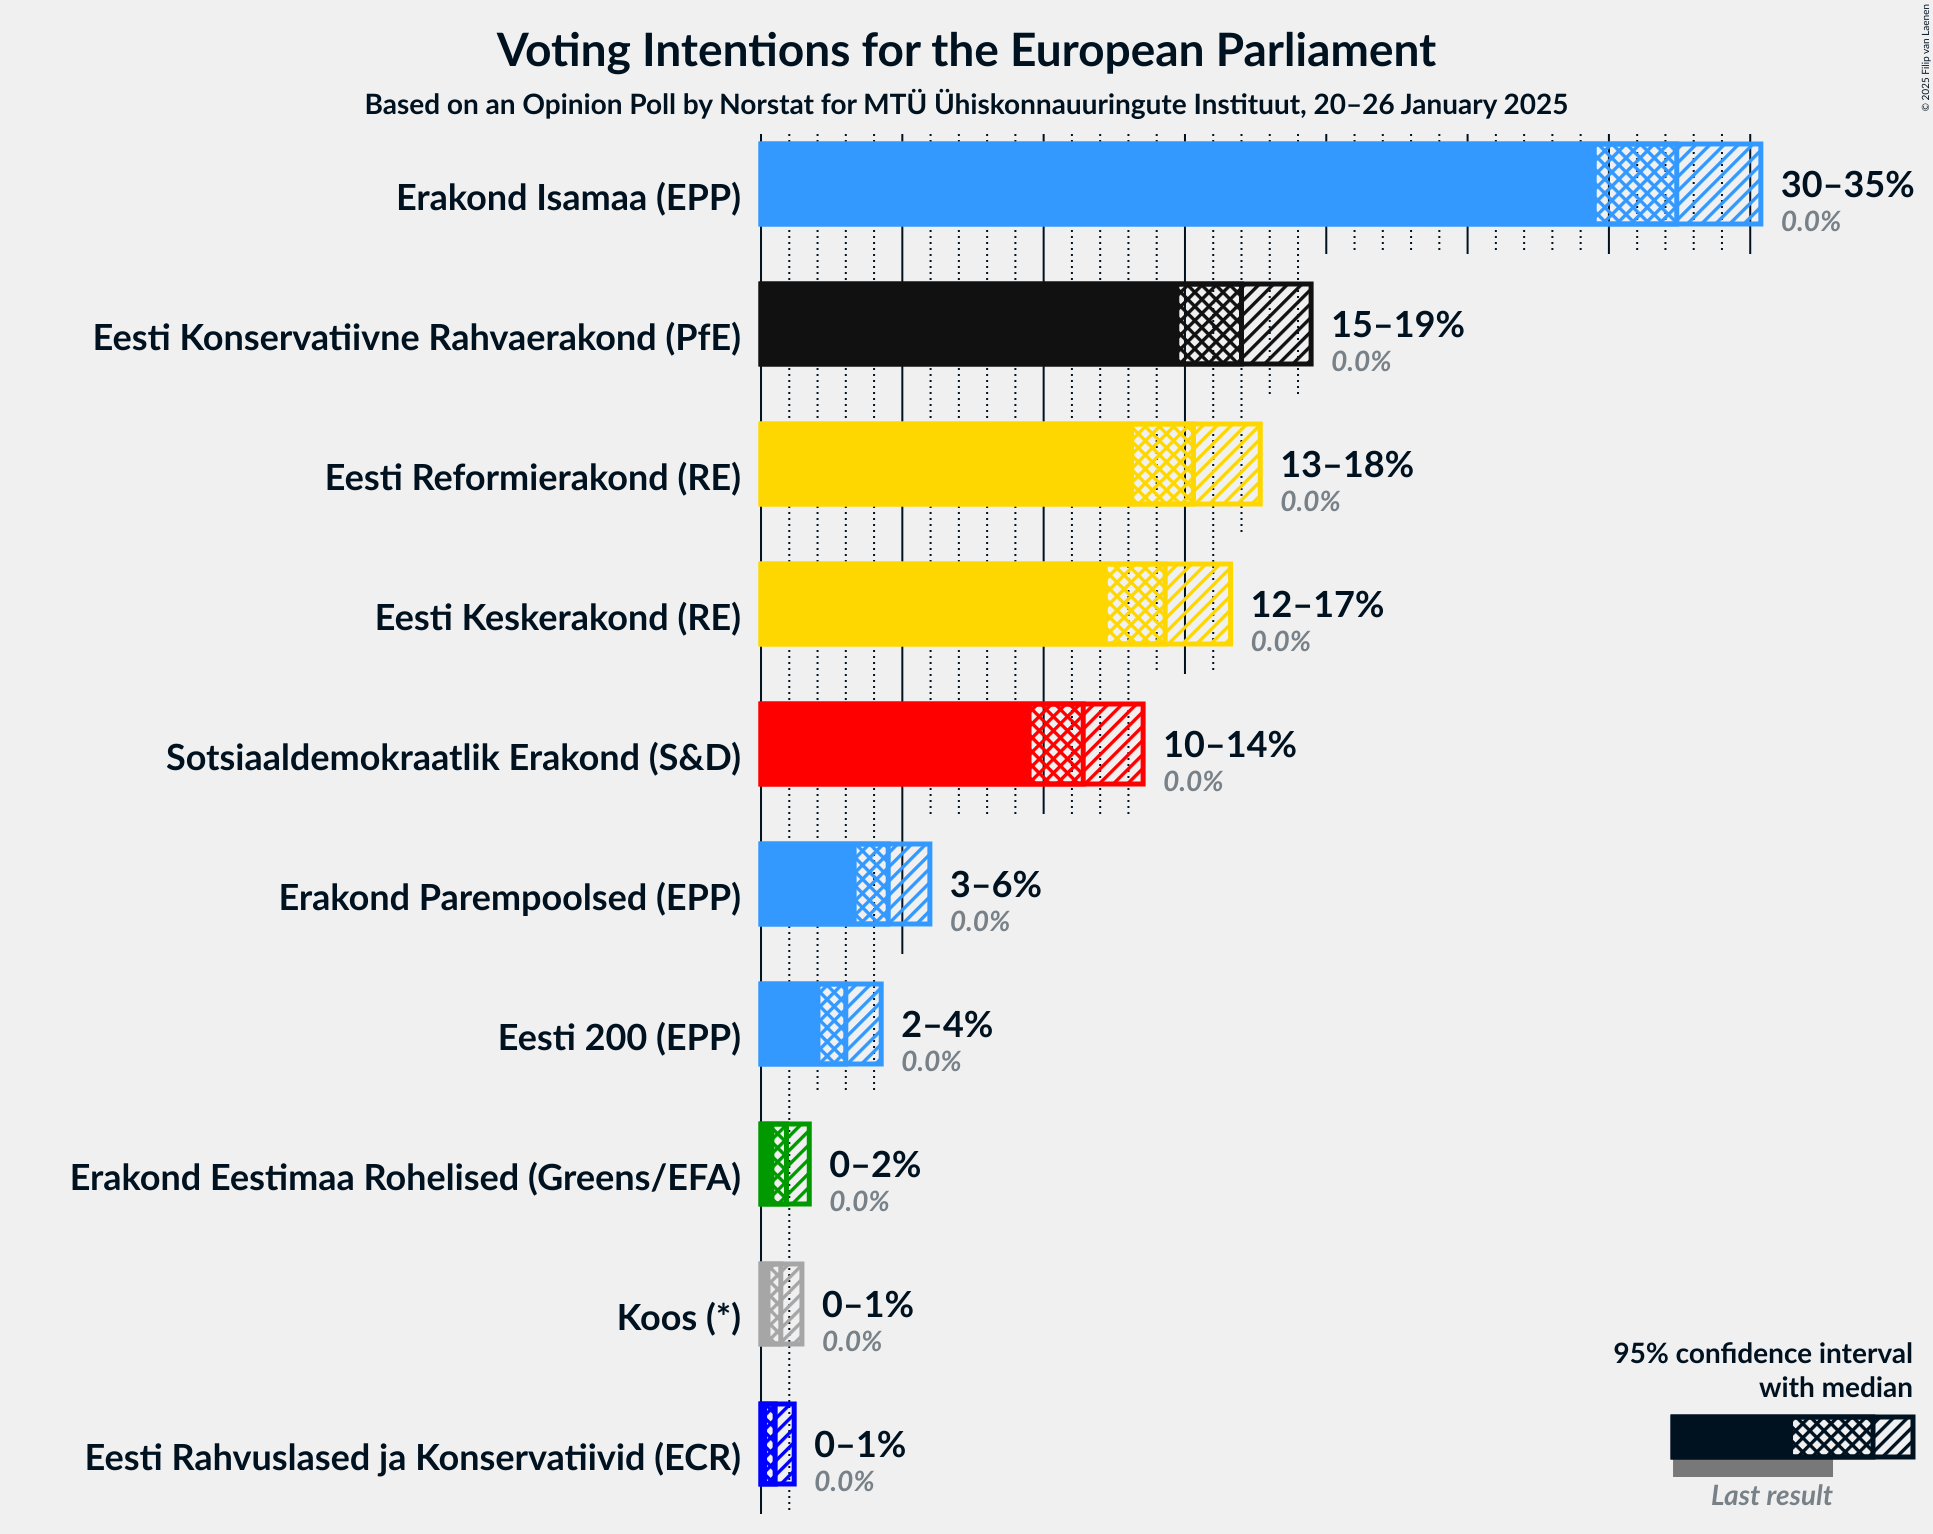 © 2025 Filip van Laenen
Voting Intentions for the European Parliament
Based on an Opinion Poll by Norstat for MTÜ Ühiskonnauuringute Instituut, 20–26 January 2025
Erakond Isamaa (EPP)
30–35%
0.0%
Eesti Konservatiivne Rahvaerakond (PfE)
15–19%
0.0%
Eesti Reformierakond (RE)
13–18%
0.0%
Eesti Keskerakond (RE)
12–17%
0.0%
Sotsiaaldemokraatlik Erakond (S&D)
10–14%
0.0%
Erakond Parempoolsed (EPP)
3–6%
0.0%
Eesti 200 (EPP)
2–4%
0.0%
Erakond Eestimaa Rohelised (Greens/EFA)
0–2%
0.0%
Koos (*)
0–1%
0.0%
Eesti Rahvuslased ja Konservatiivid (ECR)
0–1%
0.0%
95% confidence interval
with median
Last result